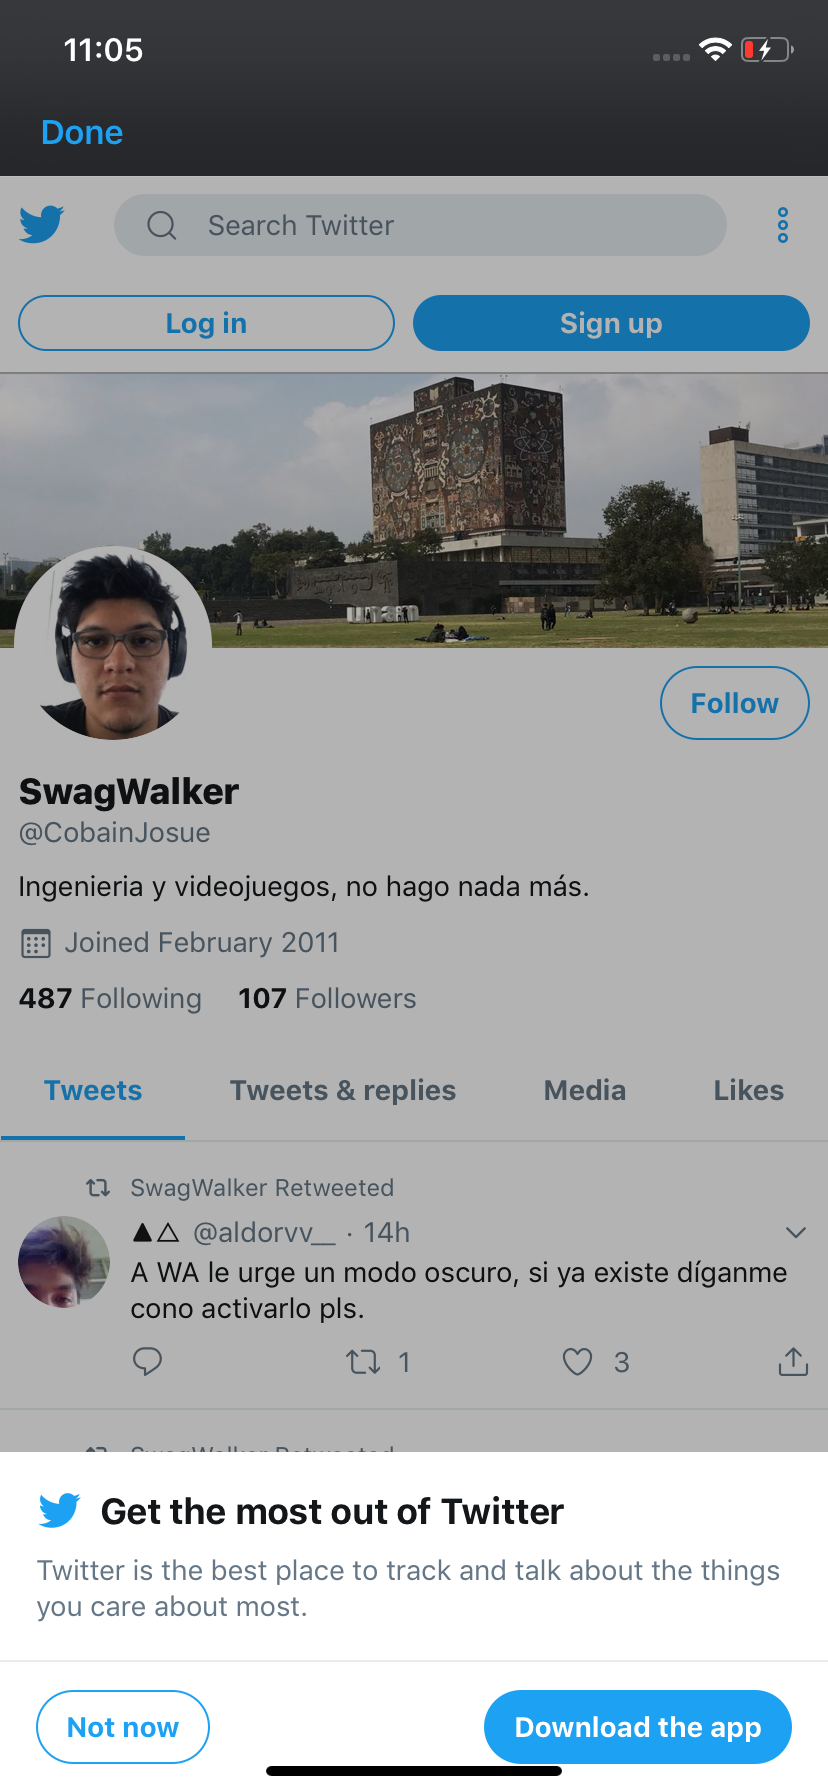 11:05
Done
Search Twitter
Log in
Sign up
Follow
SwagWalker
@CobainJosue
Ingenieria y videojuegos, no hago nada más.
Joined February 2011
487 Following 107 Followers
Tweets
Tweets & replies
Media
Likes
SwagWalker Retweeted
▲△ @aldorvv__ · 14h
A WA le urge un modo oscuro, si ya existe díganme
cono activarlo pls.
1
3
SwagWalker Retweeted
Get the most out of Twitter
Twitter is the best place to track and talk about the things
you care about most.
Not now
Download the app